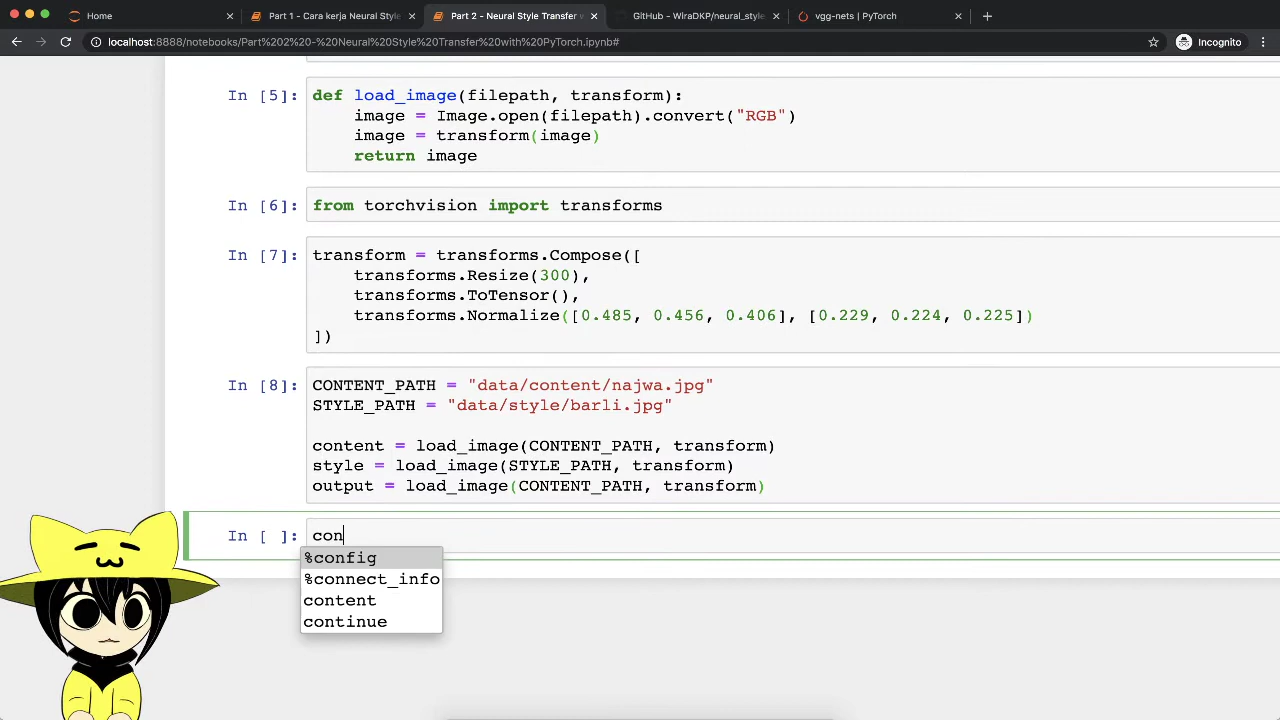 Home
Part 1 - Cara kerja Neural Style
Part 2 - Neural Style Transfer
GitHub - WiraDKP/neural_style
vgg-nets | PyTorch
localhost:8888/notebooks/Part%202%20-%20Neural%20Style%20Transfer%20with%20PyTorch.ipynb#
Incognito
In [5]:
def load_image(filepath, transform):
image = Image.open(filepath).convert("RGB")
image = transform(image)
return image
In [6]:
from torchvision import transforms
In [7]:
transform = transforms.Compose([
transforms.Resize(300),
transforms.ToTensor(),
transforms.Normalize([0.485, 0.456, 0.406], [0.229, 0.224, 0.225])
])
In [8]:
CONTENT_PATH = "data/content/najwa.jpg"
STYLE_PATH = "data/style/barli.jpg"
content = load_image(CONTENT_PATH, transform)
style = load_image(STYLE_PATH, transform)
output = load_image(CONTENT_PATH, transform)
In [ ]:
con
%config
%connect_info
content
continue